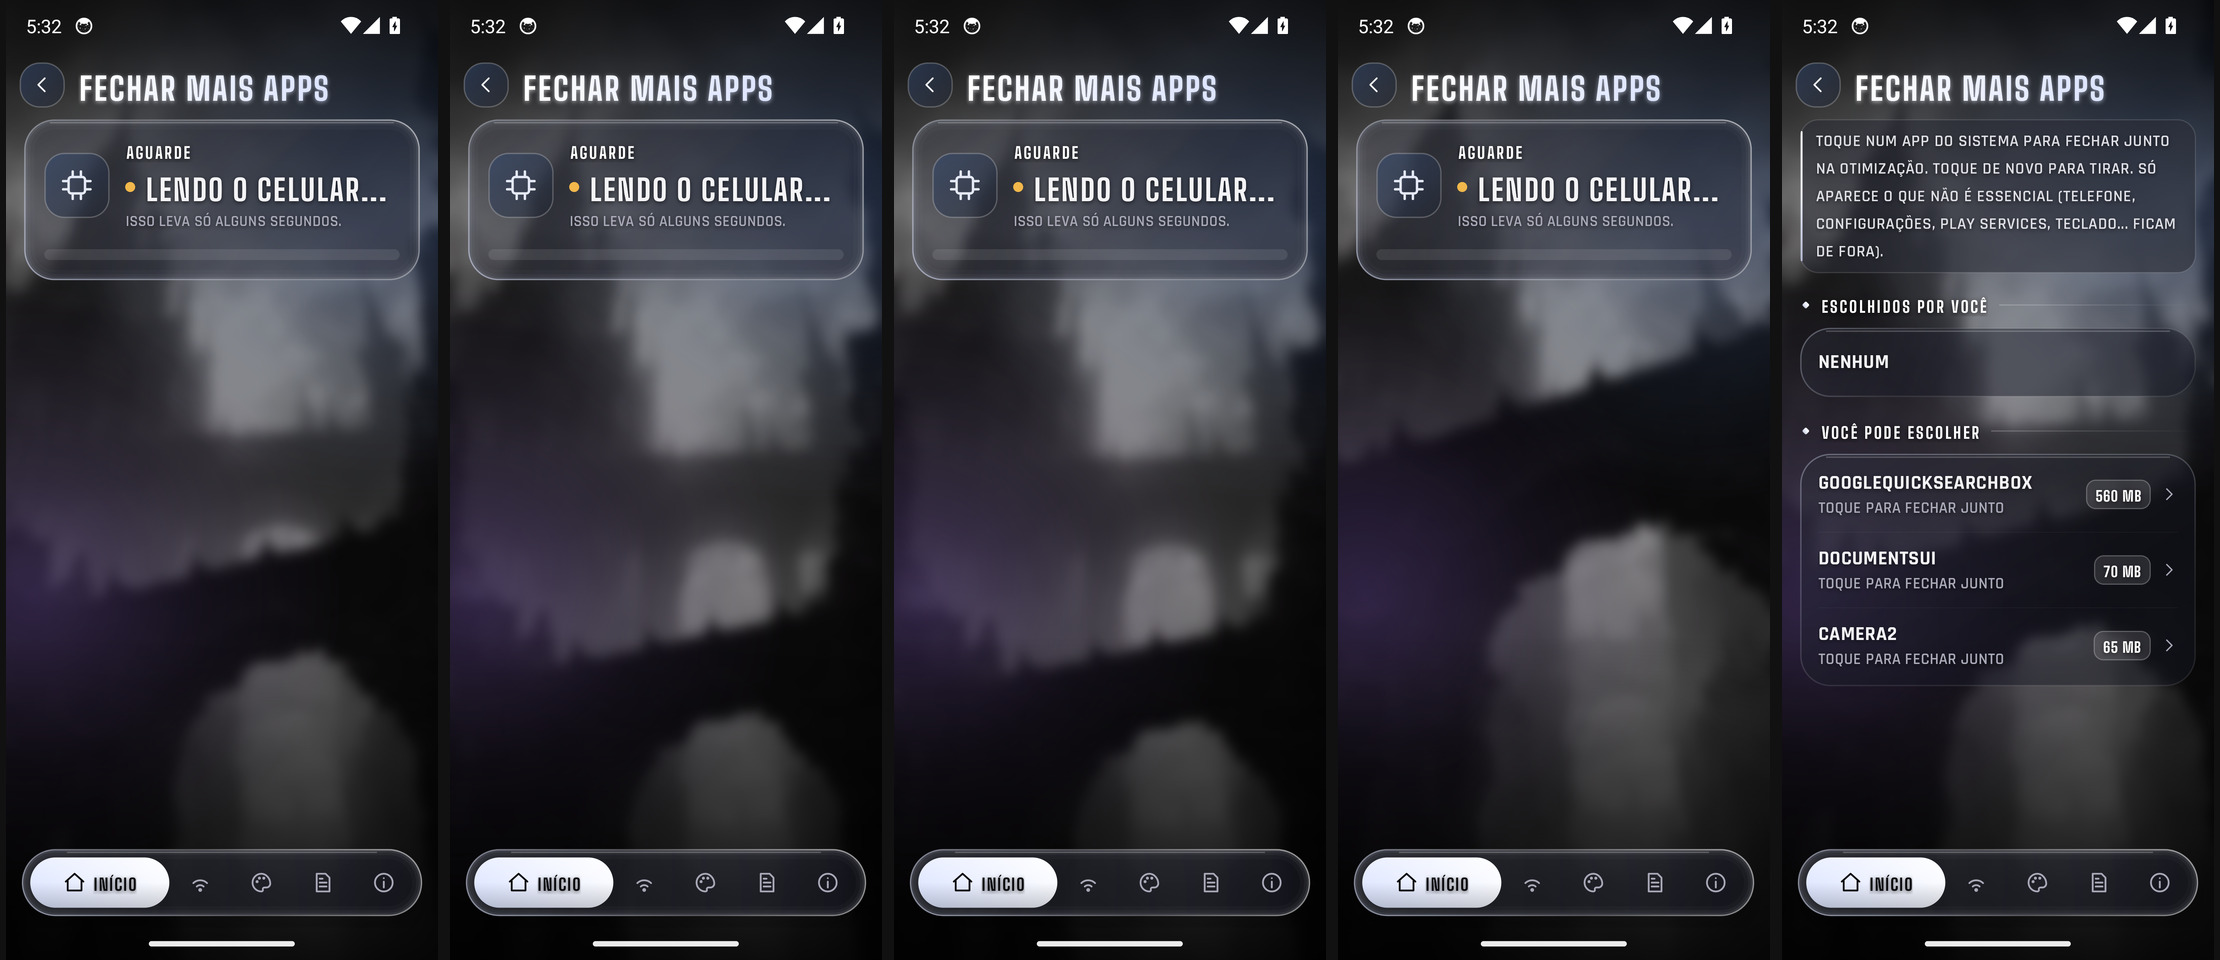 5:32
FECHAR MAIS APPS
AGUARDE
LENDO O CELULAR...
ISSO LEVA SÓ ALGUNS SEGUNDOS.
INÍCIO
5:32
FECHAR MAIS APPS
AGUARDE
LENDO O CELULAR...
ISSO LEVA SÓ ALGUNS SEGUNDOS.
INÍCIO
5:32
FECHAR MAIS APPS
AGUARDE
LENDO O CELULAR...
ISSO LEVA SÓ ALGUNS SEGUNDOS.
INÍCIO
5:32
FECHAR MAIS APPS
AGUARDE
LENDO O CELULAR...
ISSO LEVA SÓ ALGUNS SEGUNDOS.
INÍCIO
5:32
FECHAR MAIS APPS
TOQUE NUM APP DO SISTEMA PARA FECHAR JUNTO
NA OTIMIZAÇÃO. TOQUE DE NOVO PARA TIRAR. SÓ
APARECE O QUE NÃO É ESSENCIAL (TELEFONE,
CONFIGURAÇÕES, PLAY SERVICES, TECLADO... FICAM
DE FORA).
ESCOLHIDOS POR VOCÊ
NENHUM
VOCÊ PODE ESCOLHER
GOOGLEQUICKSEARCHBOX
TOQUE PARA FECHAR JUNTO
560 MB
DOCUMENTSUI
TOQUE PARA FECHAR JUNTO
70 MB
CAMERA2
TOQUE PARA FECHAR JUNTO
65 MB
INÍCIO